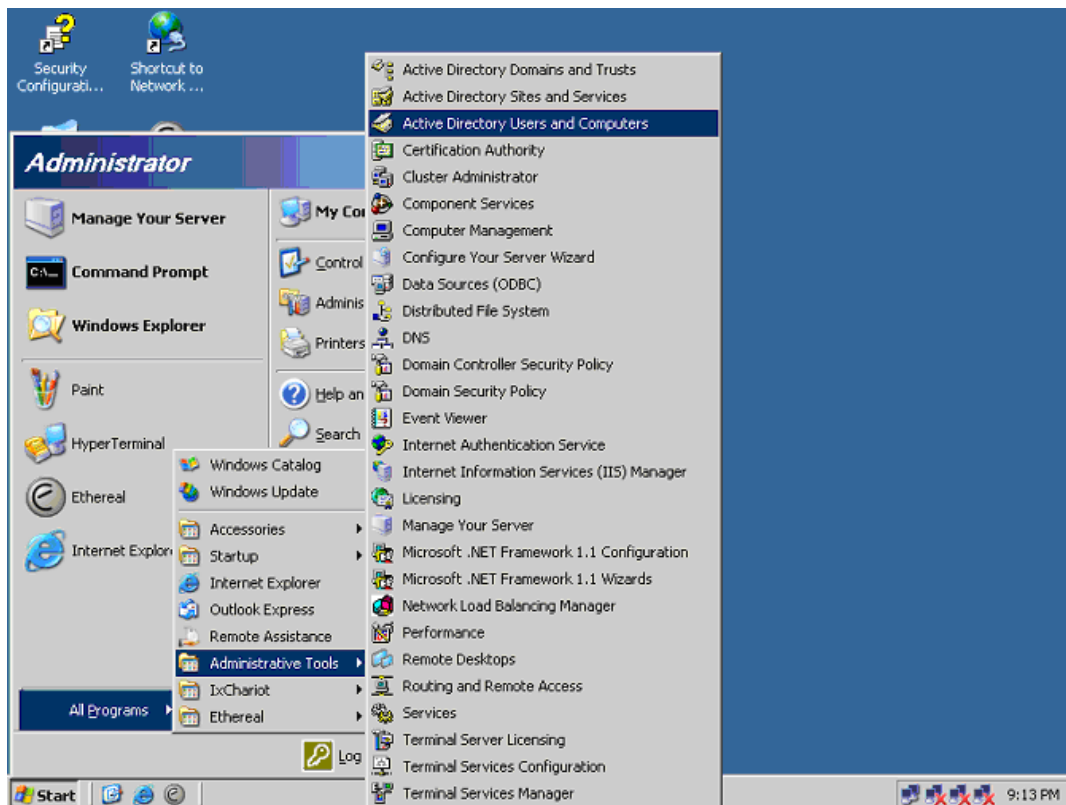 Security
Configurati...
Shortcut to
Network ...
Administrator
Manage Your Server
Command Prompt
Windows Explorer
Paint
HyperTerminal
Ethereal
Internet Explor
All Programs
My Co
Control
Adminis
Printers
Help an
Search
Log
Windows Catalog
Windows Update
Accessories
Startup
Internet Explorer
Outlook Express
Remote Assistance
Administrative Tools
IxChariot
Ethereal
Active Directory Domains and Trusts
Active Directory Sites and Services
Active Directory Users and Computers
Certification Authority
Cluster Administrator
Component Services
Computer Management
Configure Your Server Wizard
Data Sources (ODBC)
Distributed File System
DNS
Domain Controller Security Policy
Domain Security Policy
Event Viewer
Internet Authentication Service
Internet Information Services (IIS) Manager
Licensing
Manage Your Server
Microsoft .NET Framework 1.1 Configuration
Microsoft .NET Framework 1.1 Wizards
Network Load Balancing Manager
Performance
Remote Desktops
Routing and Remote Access
Services
Terminal Server Licensing
Terminal Services Configuration
Terminal Services Manager
Start
9:13 PM